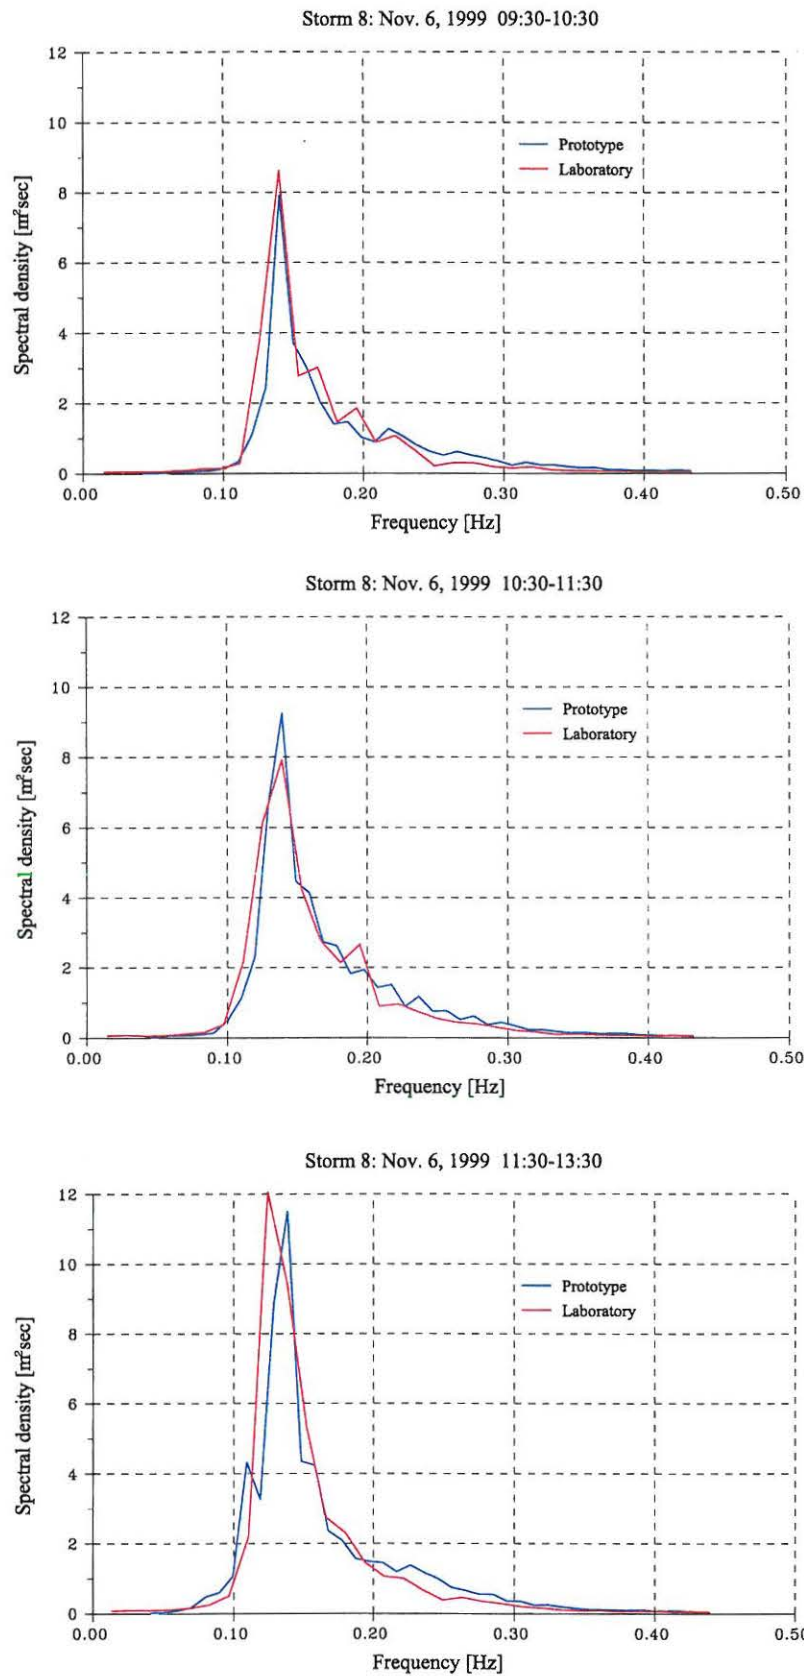 Storm 8: Nov. 6, 1999 09:30-10:30
12
10
8
6
4
2
0
Spectral density [m²sec]
Prototype
Laboratory
0.00 0.10 0.20 0.30 0.40 0.50
Frequency [Hz]
Storm 8: Nov. 6, 1999 10:30-11:30
12
10
8
6
4
2
0
Spectral density [m²sec]
Prototype
Laboratory
0.00 0.10 0.20 0.30 0.40 0.50
Frequency [Hz]
Storm 8: Nov. 6, 1999 11:30-13:30
12
10
8
6
4
2
0
Spectral density [m²sec]
Prototype
Laboratory
0.00 0.10 0.20 0.30 0.40 0.50
Frequency [Hz]